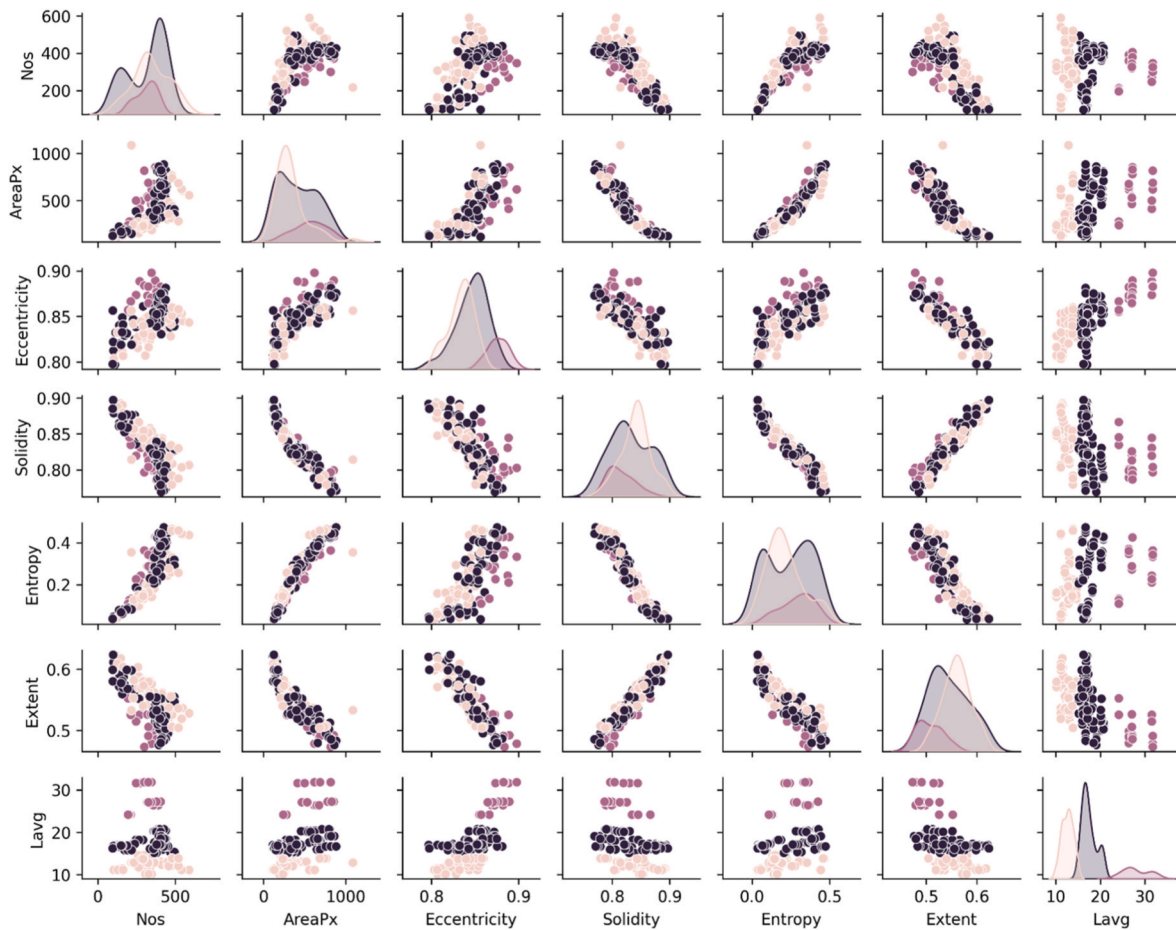 Nos
600
400
200
AreaPx
1000
500
Eccentricity
0.90
0.85
0.80
Solidity
0.90
0.85
0.80
Entropy
0.4
0.2
Extent
0.6
0.5
Lavg
30
20
10
0 500
0 1000
0.8 0.9
0.8 0.9
0.0 0.5
0.5 0.6
10 20 30
Nos AreaPx Eccentricity Solidity Entropy Extent Lavg